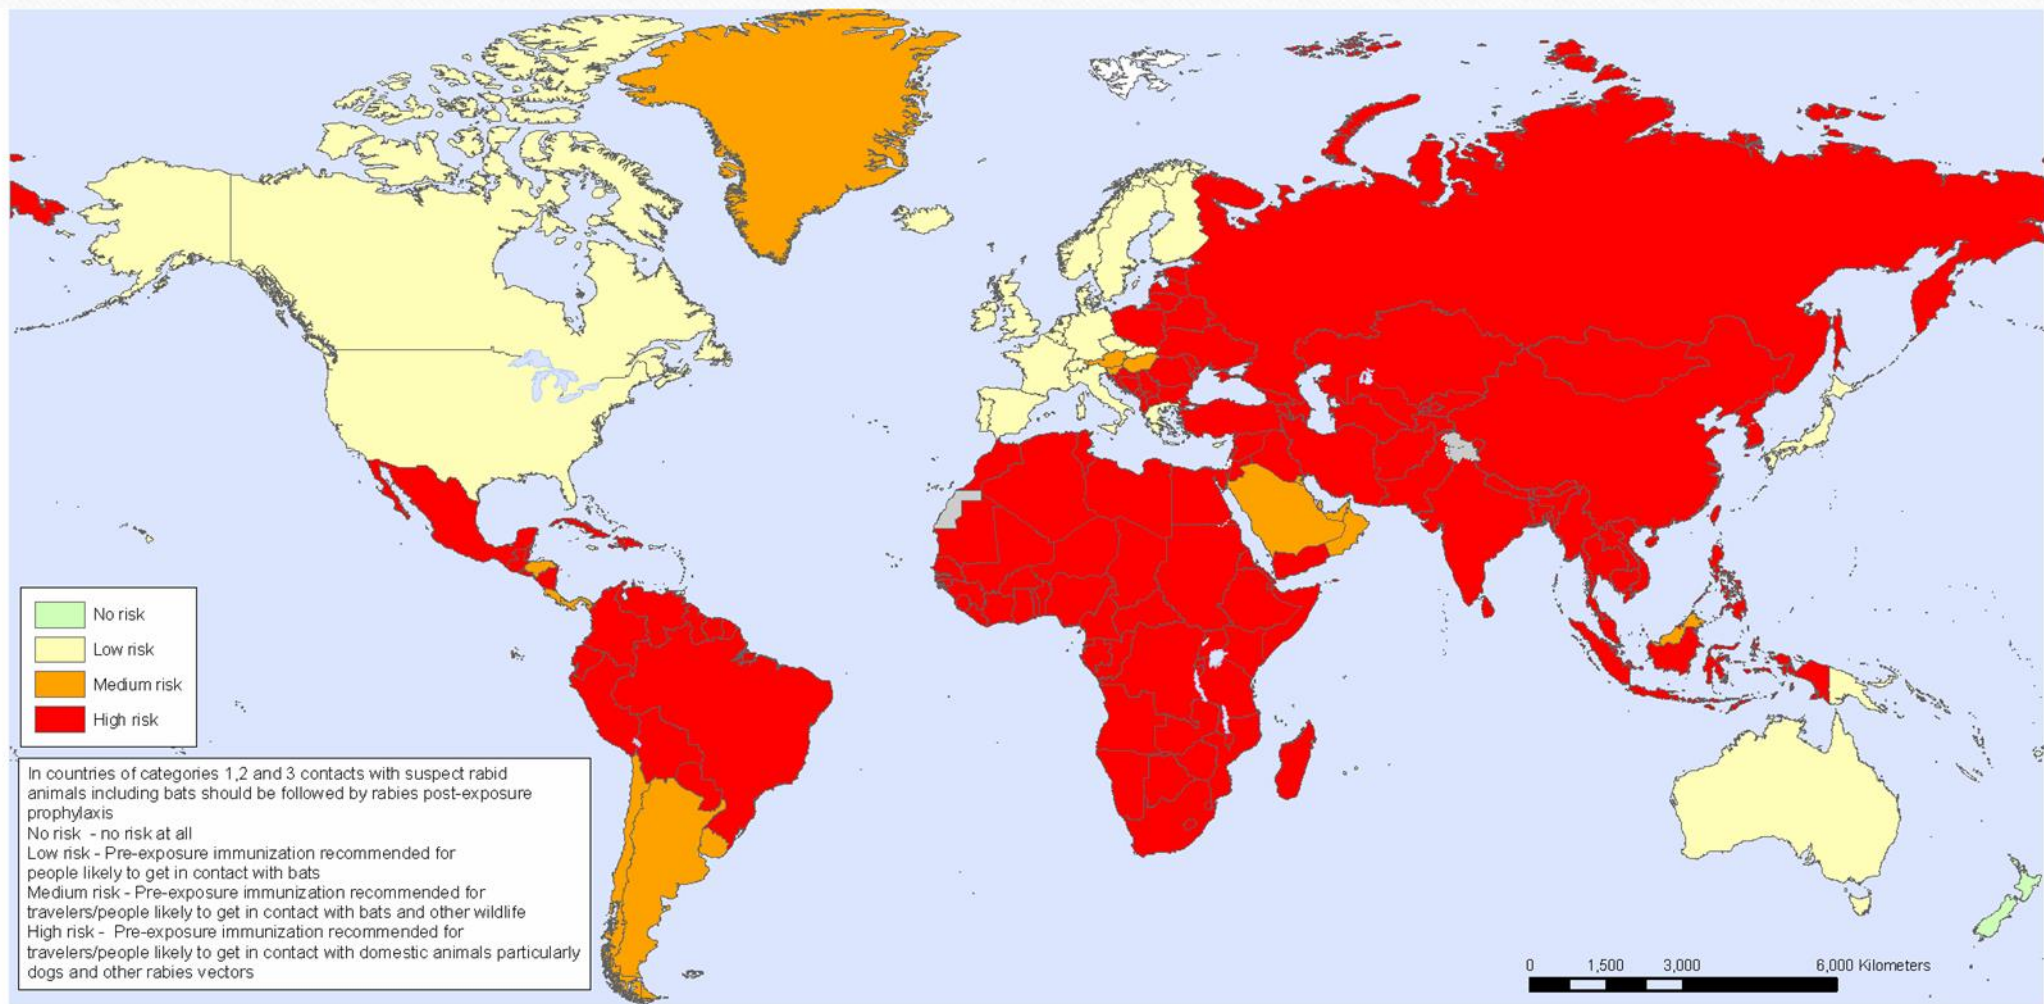 No risk
Low risk
Medium risk
High risk
In countries of categories 1,2 and 3 contacts with suspect rabid
animals including bats should be followed by rabies post-exposure
prophylaxis
No risk - no risk at all
Low risk - Pre-exposure immunization recommended for
people likely to get in contact with bats
Medium risk - Pre-exposure immunization recommended for
travelers/people likely to get in contact with bats and other wildlife
High risk - Pre-exposure immunization recommended for
travelers/people likely to get in contact with domestic animals particularly
dogs and other rabies vectors
0 1,500 3,000 6,000 Kilometers